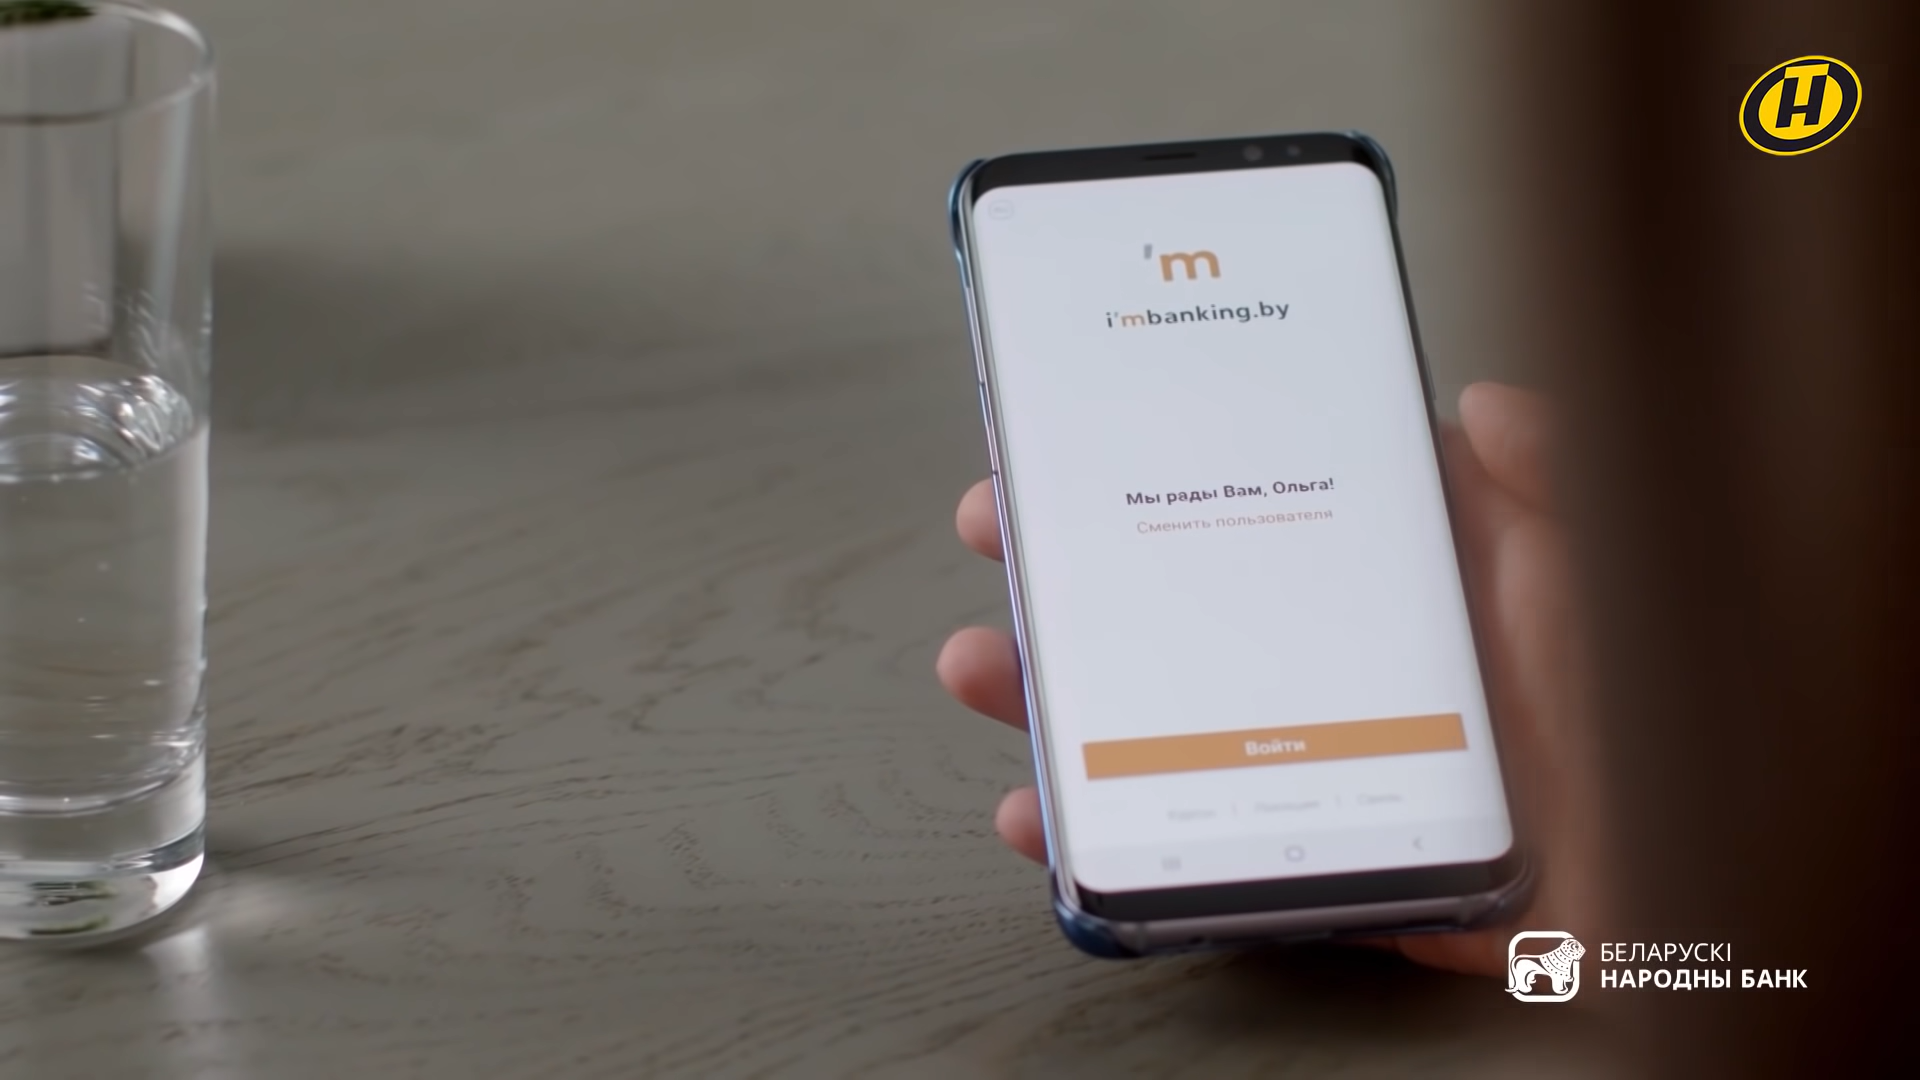 'm
i'mbanking.by
Мы рады Вам, Ольга!
Сменить пользователя
Войти
БЕЛАРУСКІ
НАРОДНЫ БАНК